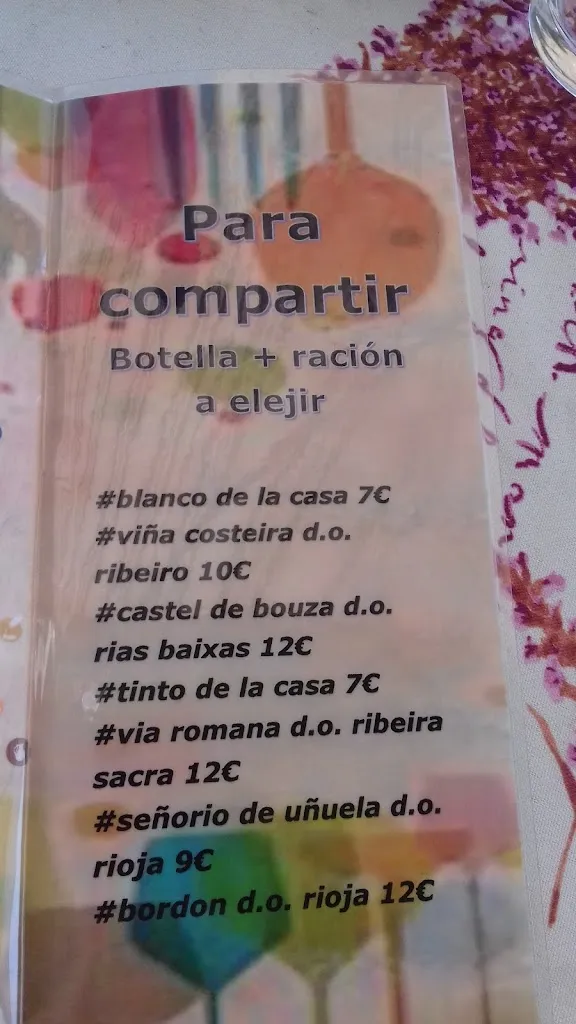 Para
compartir
Botella + ración
a elejir
#blanco de la casa 7€
#viña costeira d.o.
ribeiro 10€
#castel de bouza d.o.
rias baixas 12€
#tinto de la casa 7€
#via romana d.o. ribeira
sacra 12€
#señorio de uñuela d.o.
rioja 9€
#bordon d.o. rioja 12€